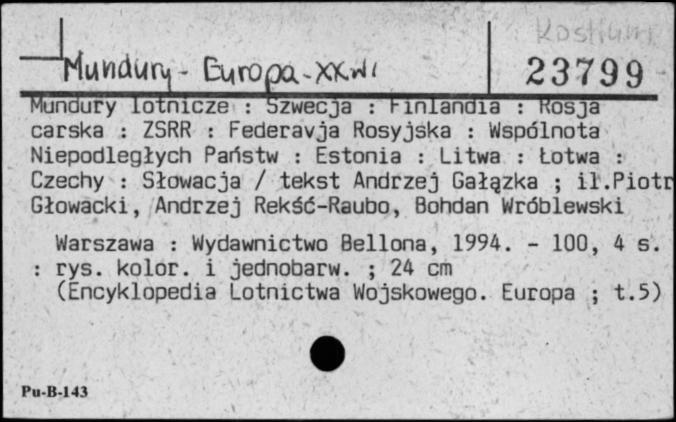 Kostiumy
Mundury - Europa - XX wi
23799
Mundury lotnicze : Szwecja : Finlandia : Rosja
carska : ZSRR : Federavja Rosyjska : Wspólnota
Niepodległych Państw : Estonia : Litwa : Łotwa :
Czechy : Słowacja / tekst Andrzej Gałązka ; il.Piotr
Głowacki, Andrzej Rekść-Raubo, Bohdan Wróblewski
Warszawa : Wydawnictwo Bellona, 1994. - 100, 4 s.
: rys. kolor. i jednobarw. ; 24 cm
(Encyklopedia Lotnictwa Wojskowego. Europa ; t.5)
Pu-B-143